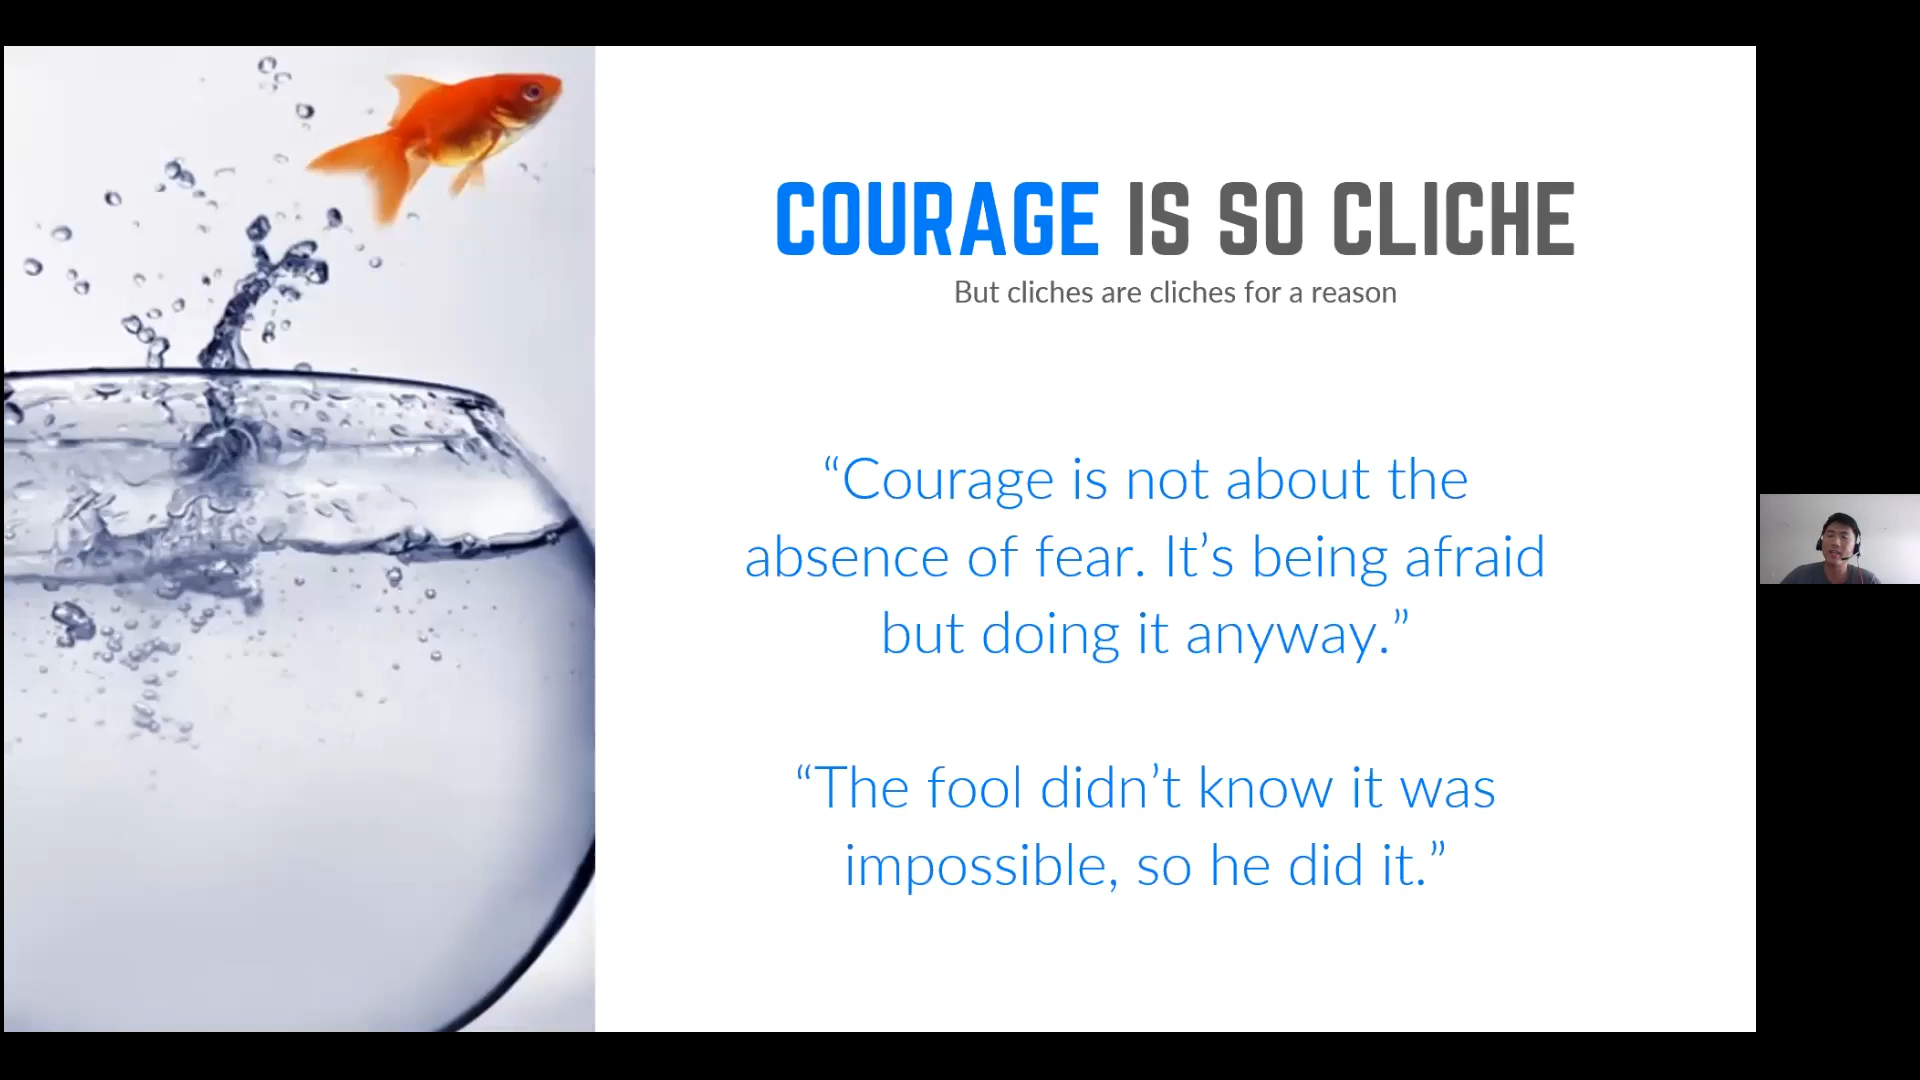 COURAGE IS SO CLICHE
But cliches are cliches for a reason
“Courage is not about the
absence of fear. It’s being afraid
but doing it anyway.”
“The fool didn’t know it was
impossible, so he did it.”